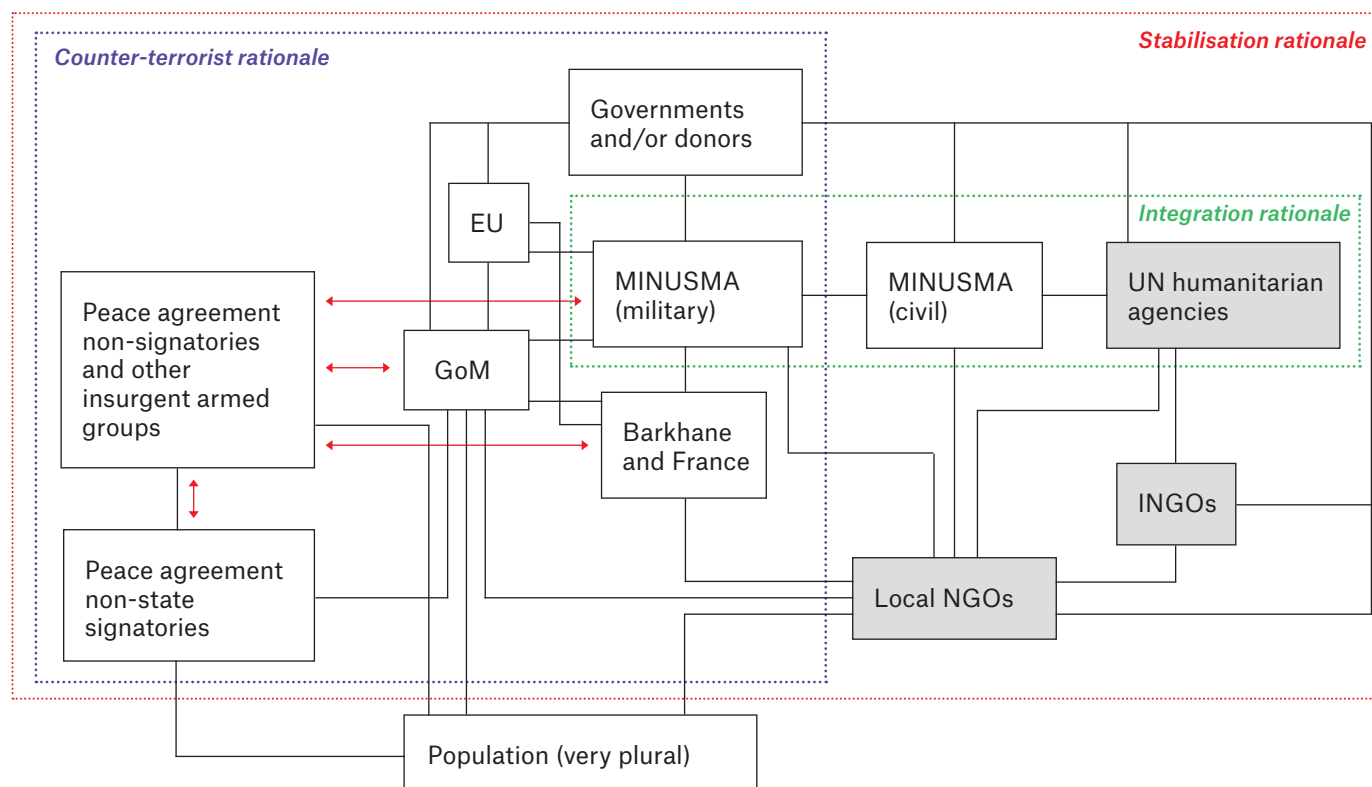 Counter-terrorist rationale
Stabilisation rationale
Governments
and/or donors
EU
Integration rationale
MINUSMA
(military)
MINUSMA
(civil)
UN humanitarian
agencies
Peace agreement
non-signatories
and other
insurgent armed
groups
GoM
Barkhane
and France
INGOs
Peace agreement
non-state
signatories
Local NGOs
Population (very plural)